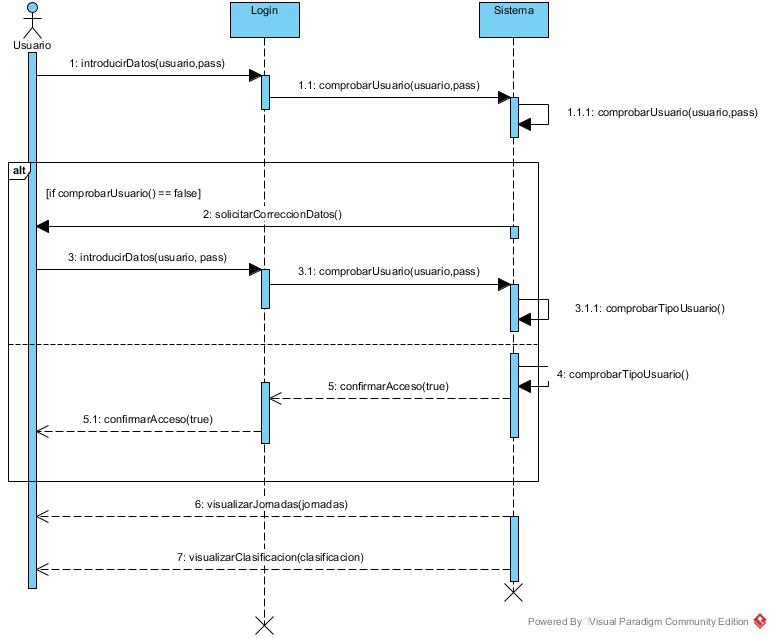 Login
Sistema
Usuario
1: introducirDatos(usuario,pass)
1.1: comprobarUsuario(usuario,pass)
1.1.1: comprobarUsuario(usuario,pass)
alt
[if comprobarUsuario() == false]
2: solicitarCorreccionDatos()
3: introducirDatos(usuario, pass)
3.1: comprobarUsuario(usuario,pass)
3.1.1: comprobarTipoUsuario()
4: comprobarTipoUsuario()
5: confirmarAcceso(true)
5.1: confirmarAcceso(true)
6: visualizarJornadas(jornadas)
7: visualizarClasificacion(clasificacion)
Powered By Visual Paradigm Community Edition